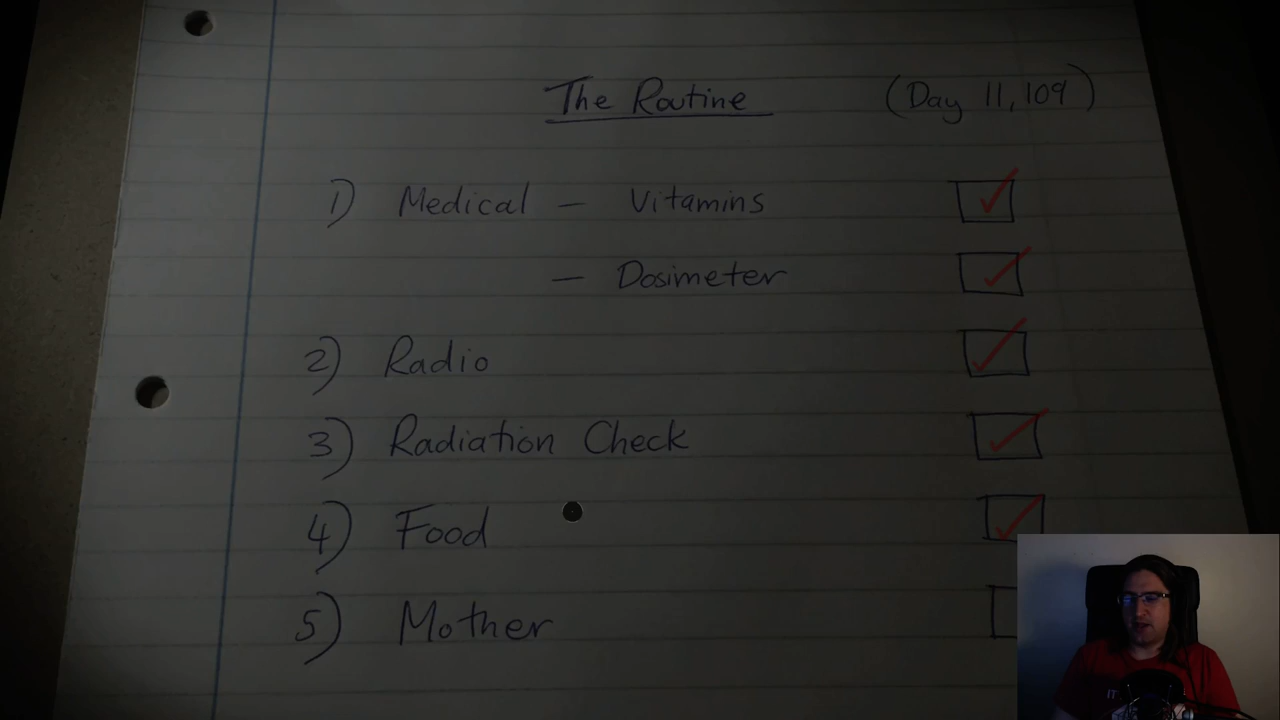 The Routine (Day 11,109)
1) Medical - Vitamins
- Dosimeter
2) Radio
3) Radiation Check
4) Food
5) Mother